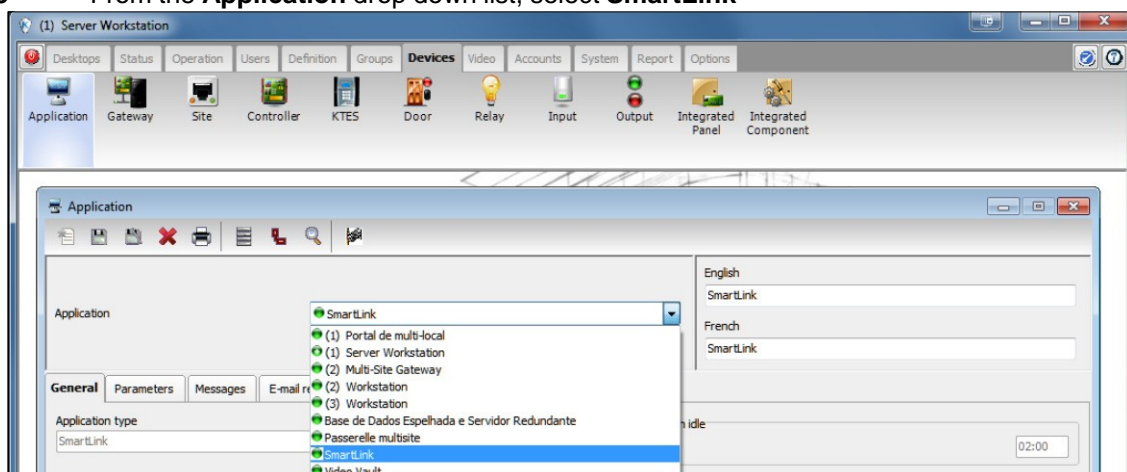 From the Application drop down list, select SmartLink
(1) Server Workstation
Desktops Status Operation Users Definition Groups Devices Video Accounts System Report Options
Application Gateway Site Controller KTES Door Relay Input Output Integrated Panel Integrated Component
Application
English
SmartLink
Application SmartLink
French
SmartLink
(1) Portal de multi-local
(1) Server Workstation
(2) Multi-Site Gateway
(2) Workstation
(3) Workstation
Base de Dados Espelhada e Servidor Redundante
Passerelle multisite
SmartLink
Video Vault
General Parameters Messages E-mail re
Application type
SmartLink
n idle
02:00